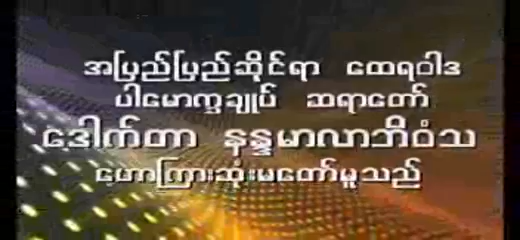 အပြည်ပြည်ဆိုင်ရာ ထေရဝါဒ
ပါမောက္ခချုပ် ဆရာတော်
ဒေါက်တာ နန္ဒမာလာဘိဝံသ
ဟောကြားဆုံးမတော်မူသည်